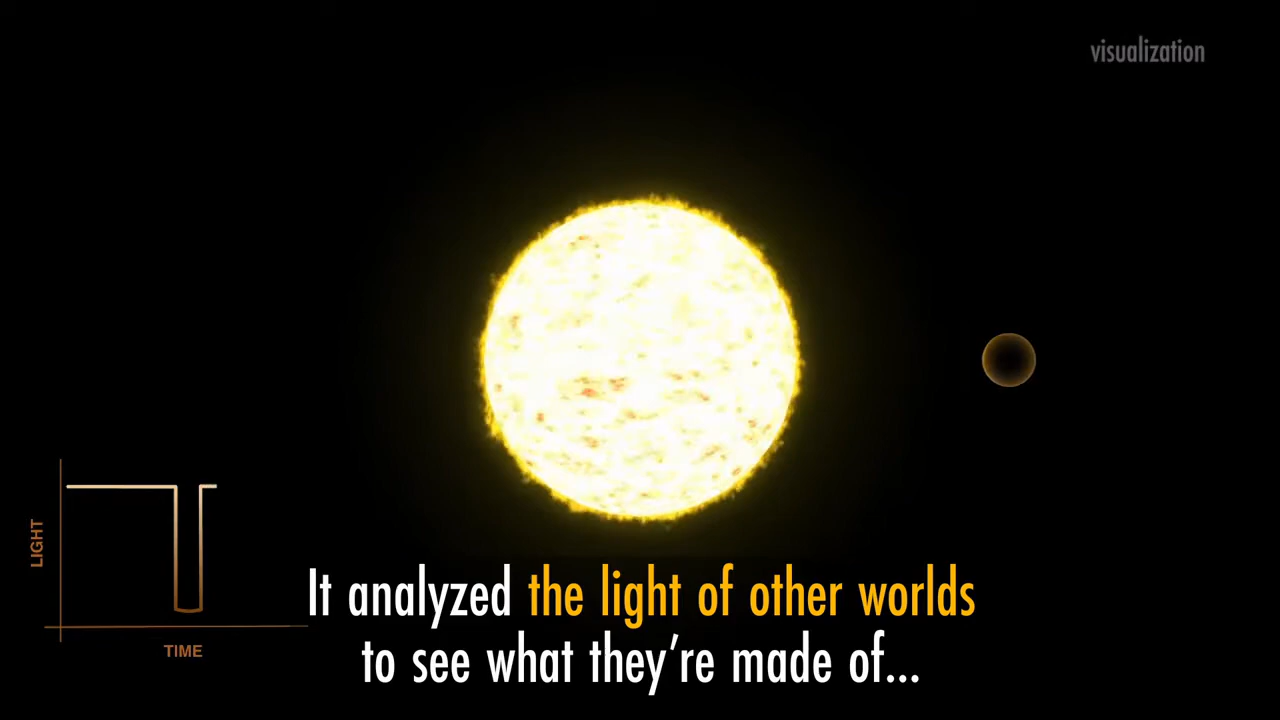 visualization
LIGHT
TIME
It analyzed the light of other worlds
to see what they’re made of...